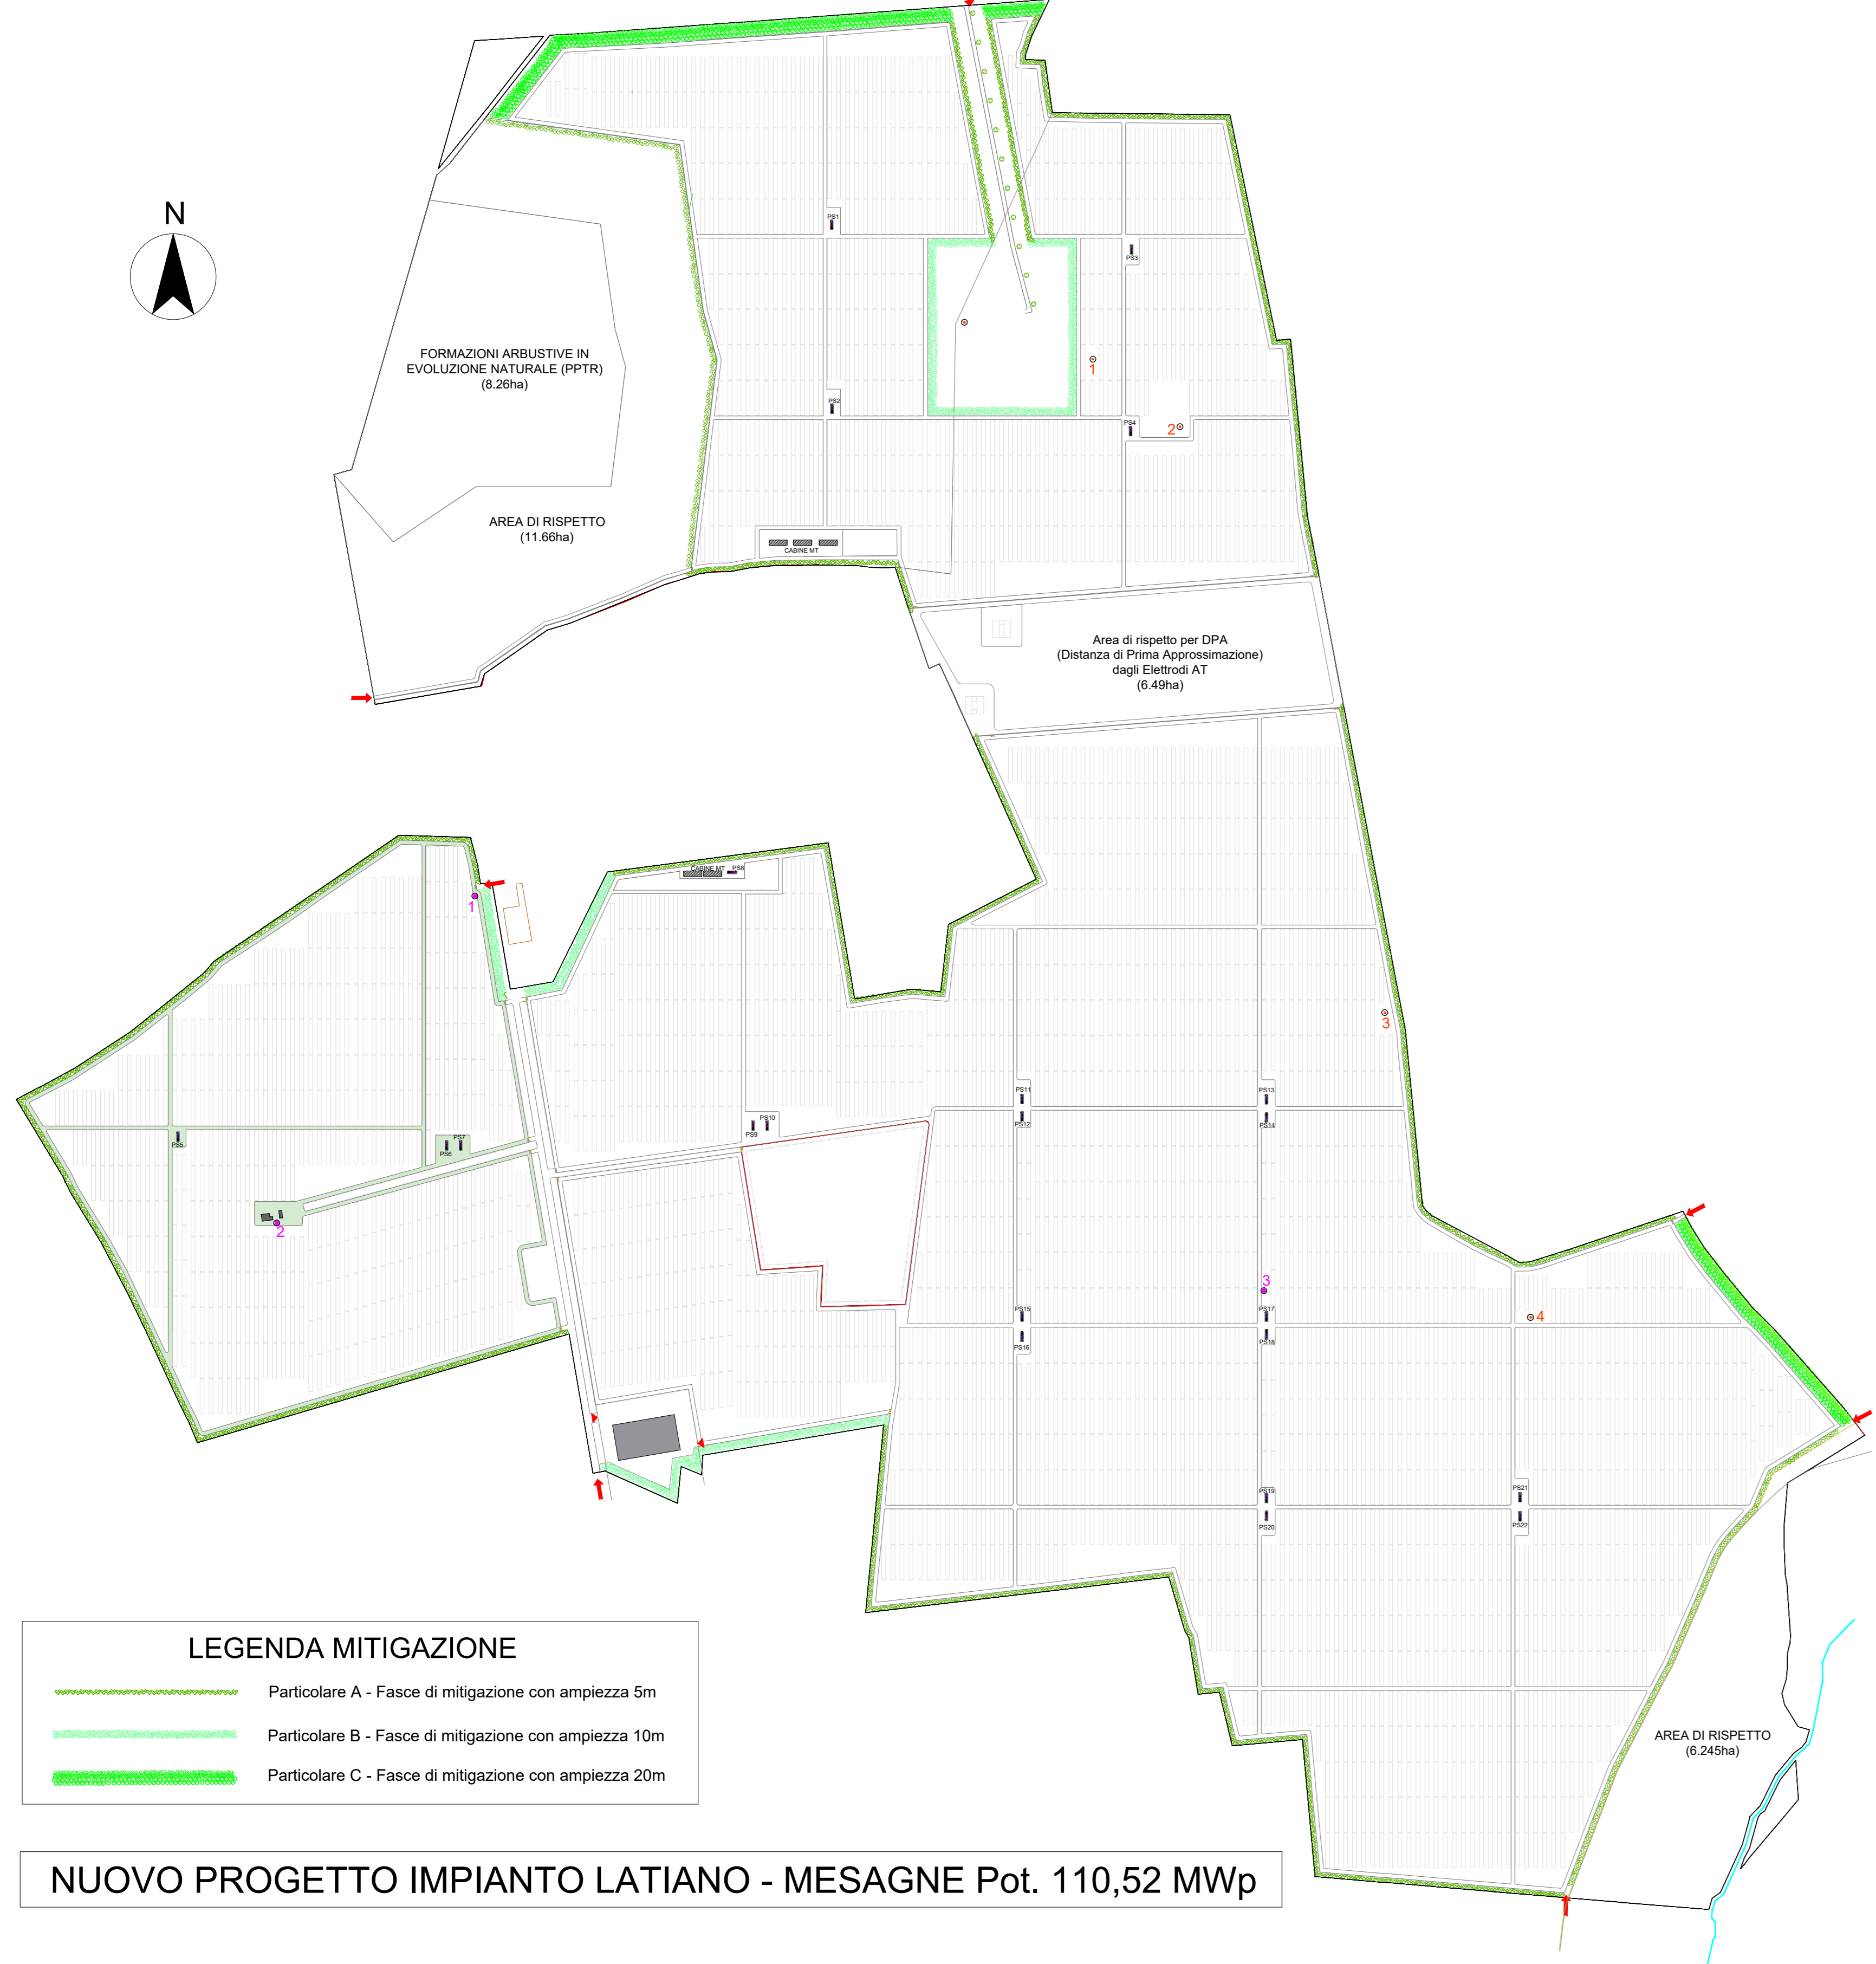 N
PS1
PS3
FORMAZIONI ARBUSTIVE IN
EVOLUZIONE NATURALE (PPTR)
(8.26ha)
1
PS2
PS4
2
AREA DI RISPETTO
(11.66ha)
CABINE MT
Area di rispetto per DPA
(Distanza di Prima Approssimazione)
dagli Elettrodi AT
(6.49ha)
CABINE MT
PS8
1
3
PS11
PS13
PS10
PS9
PS12
PS14
PS5
PS7
PS6
2
3
PS15
PS17
4
PS16
PS18
PS19
PS21
PS20
PS22
LEGENDA MITIGAZIONE
Particolare A - Fasce di mitigazione con ampiezza 5m
Particolare B - Fasce di mitigazione con ampiezza 10m
Particolare C - Fasce di mitigazione con ampiezza 20m
AREA DI RISPETTO
(6.245ha)
NUOVO PROGETTO IMPIANTO LATIANO - MESAGNE Pot. 110,52 MWp